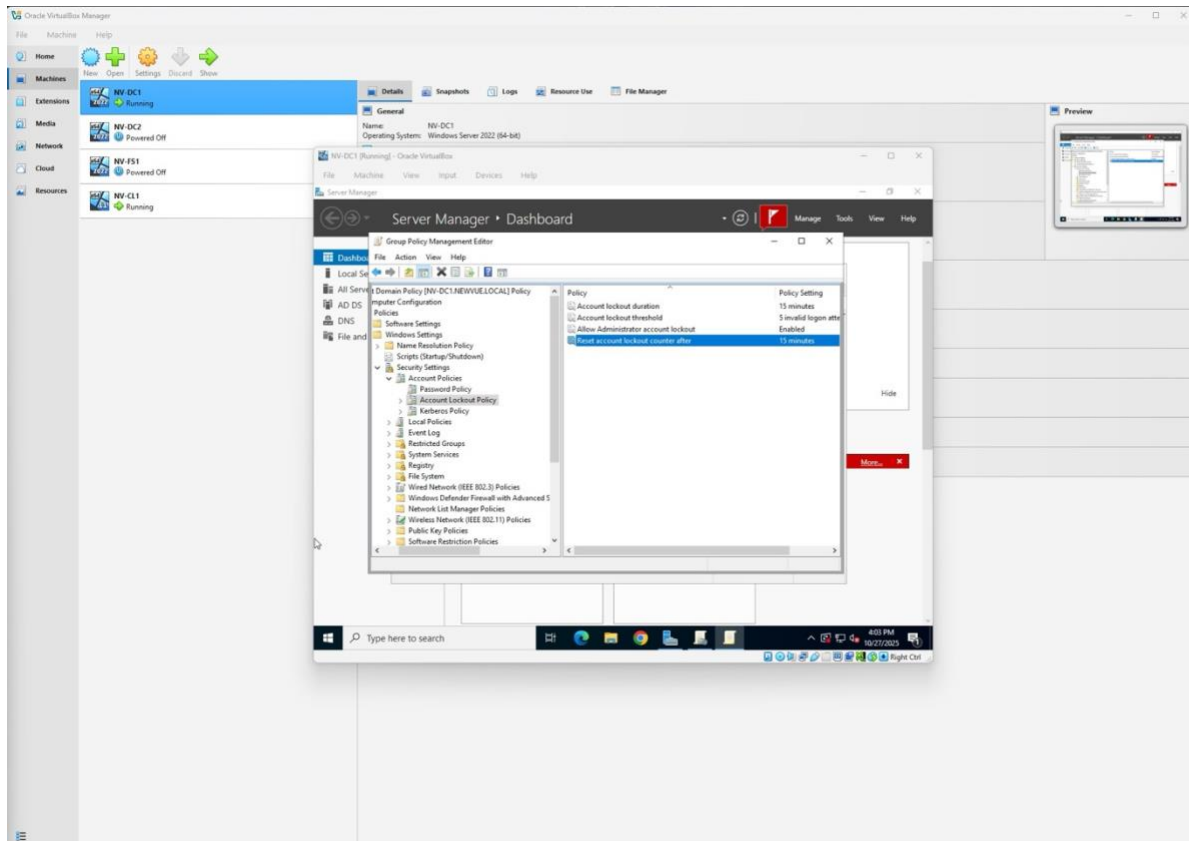 Oracle VirtualBox Manager
File Machine Help
Home
Machines
Extensions
Media
Network
Cloud
Resources
New Open Settings Discard Show
NV-DC1
Running
NV-DC2
Powered Off
NV-FS1
Powered Off
NV-CL1
Running
Details Snapshots Logs Resource Use File Manager
General
Name: NV-DC1
Operating System: Windows Server 2022 (64-bit)
Preview
NV-DC1 [Running] - Oracle VirtualBox
File Machine View Input Devices Help
Server Manager
Server Manager • Dashboard
Manage Tools View Help
Dashbo
Local Se
All Serve
AD DS
DNS
File and
Group Policy Management Editor
File Action View Help
t Domain Policy [NV-DC1.NEWVUE.LOCAL] Policy
mputer Configuration
Policies
Software Settings
Windows Settings
Name Resolution Policy
Scripts (Startup/Shutdown)
Security Settings
Account Policies
Password Policy
Account Lockout Policy
Kerberos Policy
Local Policies
Event Log
Restricted Groups
System Services
Registry
File System
Wired Network (IEEE 802.3) Policies
Windows Defender Firewall with Advanced S
Network List Manager Policies
Wireless Network (IEEE 802.11) Policies
Public Key Policies
Software Restriction Policies
Policy Policy Setting
Account lockout duration 15 minutes
Account lockout threshold 5 invalid logon atte
Allow Administrator account lockout Enabled
Reset account lockout counter after 15 minutes
Hide
More...
Type here to search
4:03 PM
10/27/2025
Right Ctrl